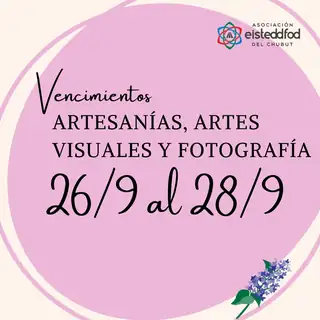 ASOCIACIÓN
eisteddfod
DEL CHUBUT
Vencimientos
ARTESANÍAS, ARTES
VISUALES Y FOTOGRAFÍA
26/9 al 28/9